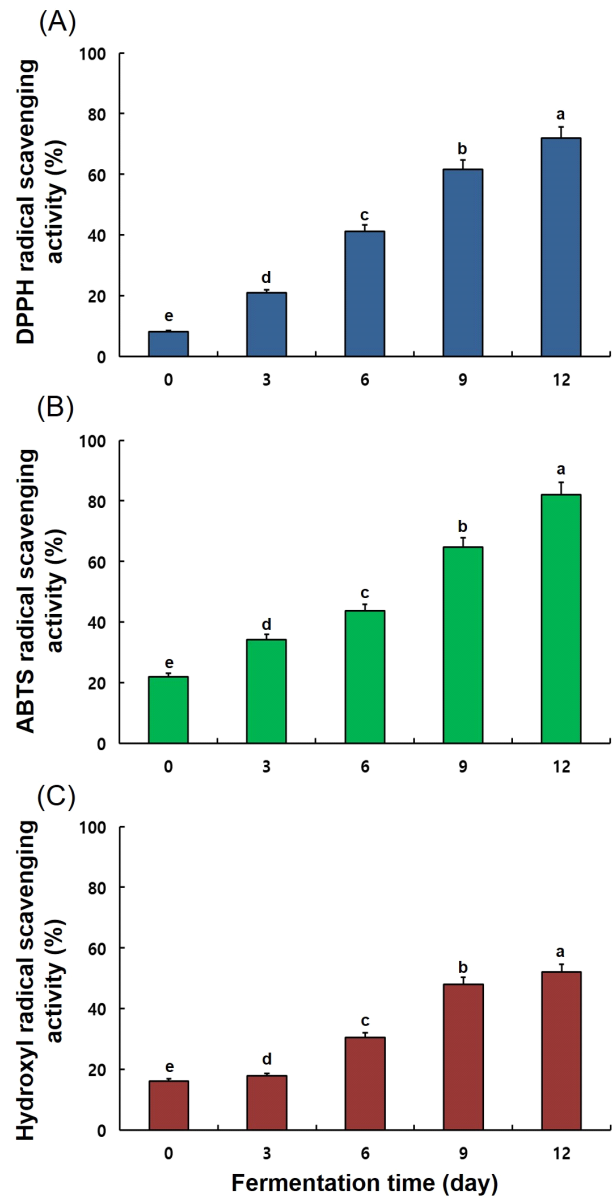 (A)
DPPH radical scavenging
activity (%)
100
80
60
40
20
0
e
d
c
b
a
0 3 6 9 12
(B)
ABTS radical scavenging
activity (%)
100
80
60
40
20
0
e
d
c
b
a
0 3 6 9 12
(C)
Hydroxyl radical scavenging
activity (%)
100
80
60
40
20
0
e
d
c
b
a
0 3 6 9 12
Fermentation time (day)